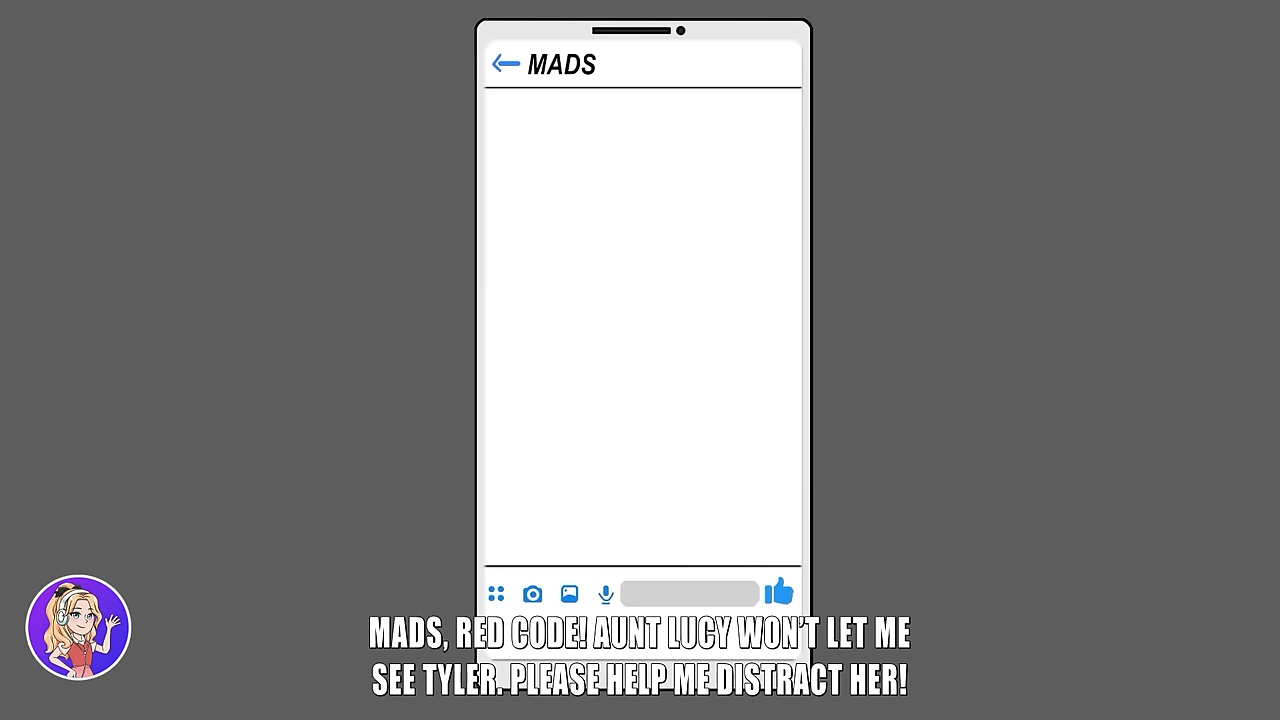 MADS
MADS, RED CODE! AUNT LUCY WON'T LET ME
SEE TYLER. PLEASE HELP ME DISTRACT HER!